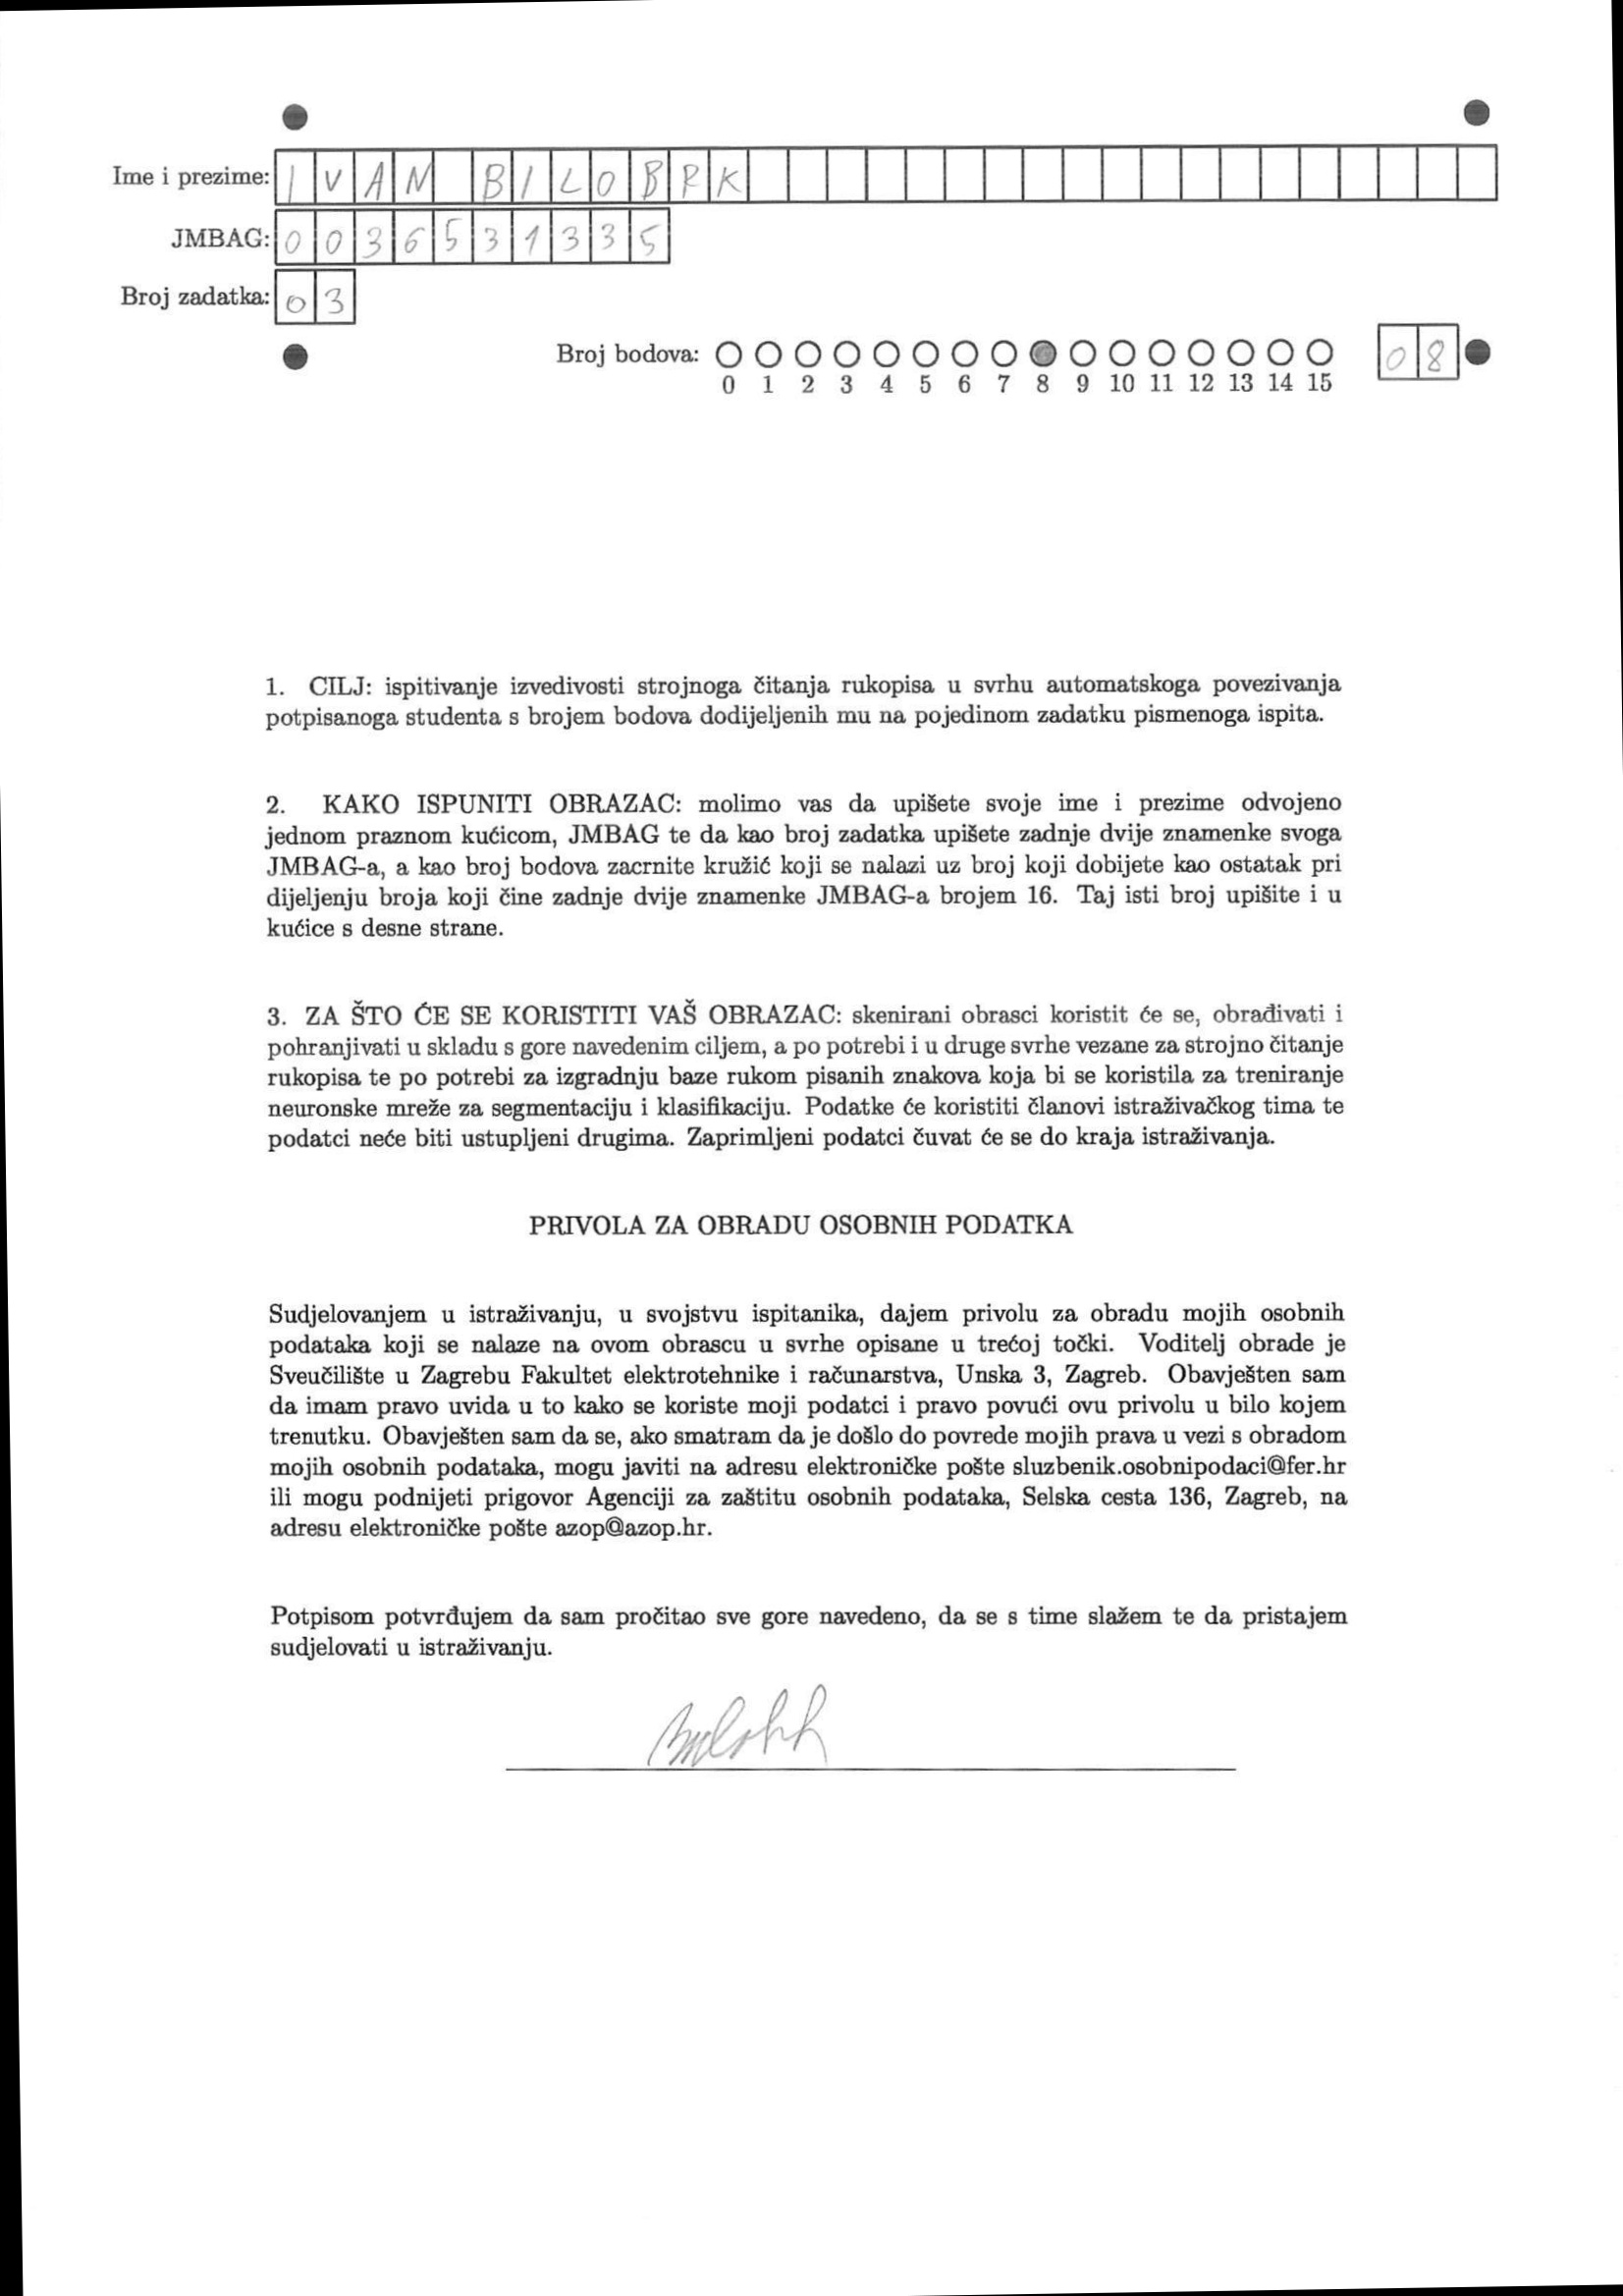 Ime i prezime: IVAN BILOBRK
JMBAG: 0036531335
Broj zadatka: 03
Broj bodova: 08
0 1 2 3 4 5 6 7 8 9 10 11 12 13 14 15
1. CILJ: ispitivanje izvedivosti strojnoga čitanja rukopisa u svrhu automatskoga povezivanja
potpisanoga studenta s brojem bodova dodijeljenih mu na pojedinom zadatku pismenoga ispita.
2. KAKO ISPUNITI OBRAZAC: molimo vas da upišete svoje ime i prezime odvojeno
jednom praznom kućicom, JMBAG te da kao broj zadatka upišete zadnje dvije znamenke svoga
JMBAG-a, a kao broj bodova zacrnite kružić koji se nalazi uz broj koji dobijete kao ostatak pri
dijeljenju broja koji čine zadnje dvije znamenke JMBAG-a brojem 16. Taj isti broj upišite i u
kućice s desne strane.
3. ZA ŠTO ĆE SE KORISTITI VAŠ OBRAZAC: skenirani obrasci koristit će se, obrađivati i
pohranjivati u skladu s gore navedenim ciljem, a po potrebi i u druge svrhe vezane za strojno čitanje
rukopisa te po potrebi za izgradnju baze rukom pisanih znakova koja bi se koristila za treniranje
neuronske mreže za segmentaciju i klasifikaciju. Podatke će koristiti članovi istraživačkog tima te
podatci neće biti ustupljeni drugima. Zaprimljeni podatci čuvat će se do kraja istraživanja.
PRIVOLA ZA OBRADU OSOBNIH PODATKA
Sudjelovanjem u istraživanju, u svojstvu ispitanika, dajem privolu za obradu mojih osobnih
podataka koji se nalaze na ovom obrascu u svrhe opisane u trećoj točki. Voditelj obrade je
Sveučilište u Zagrebu Fakultet elektrotehnike i računarstva, Unska 3, Zagreb. Obavješten sam
da imam pravo uvida u to kako se koriste moji podatci i pravo povući ovu privolu u bilo kojem
trenutku. Obavješten sam da se, ako smatram da je došlo do povrede mojih prava u vezi s obradom
mojih osobnih podataka, mogu javiti na adresu elektroničke pošte sluzbenik.osobnipodaci@fer.hr
ili mogu podnijeti prigovor Agenciji za zaštitu osobnih podataka, Selska cesta 136, Zagreb, na
adresu elektroničke pošte azop@azop.hr.
Potpisom potvrđujem da sam pročitao sve gore navedeno, da se s time slažem te da pristajem
sudjelovati u istraživanju.